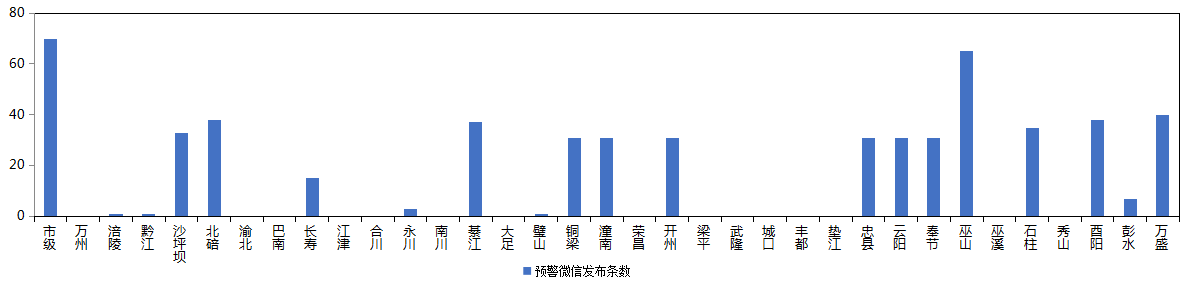 80
60
40
20
0
市级
万州
涪陵
黔江
沙坪坝
北碚
渝北
巴南
长寿
江津
合川
永川
南川
綦江
大足
璧山
铜梁
潼南
荣昌
开州
梁平
武隆
城口
丰都
垫江
忠县
云阳
奉节
巫山
巫溪
石柱
秀山
酉阳
彭水
万盛
预警微信发布条数